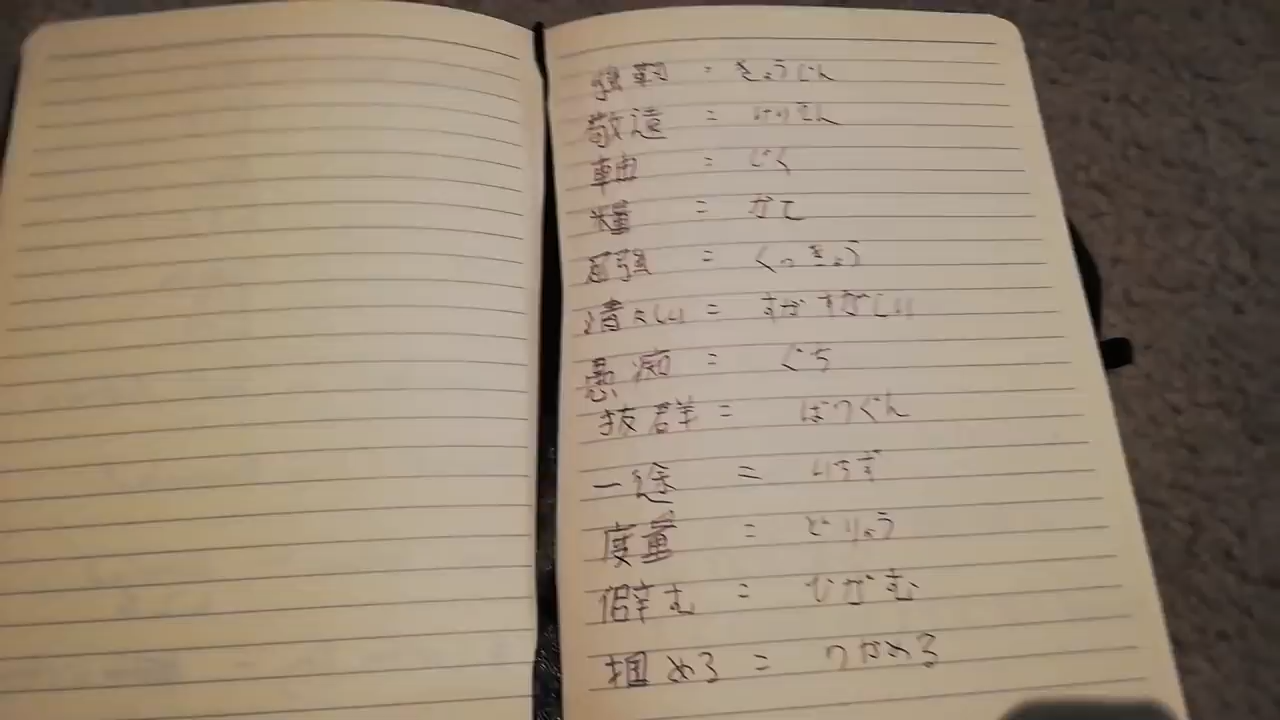 強靭 = きょうじん
敬遠 = けいえん
軸 = じく
糧 = かて
屈強 = くっきょう
清々しい = すがすがしい
愚痴 = ぐち
抜群 = ばつぐん
一途 = いちず
度量 = どりょう
僻む = ひがむ
掴める = つかめる